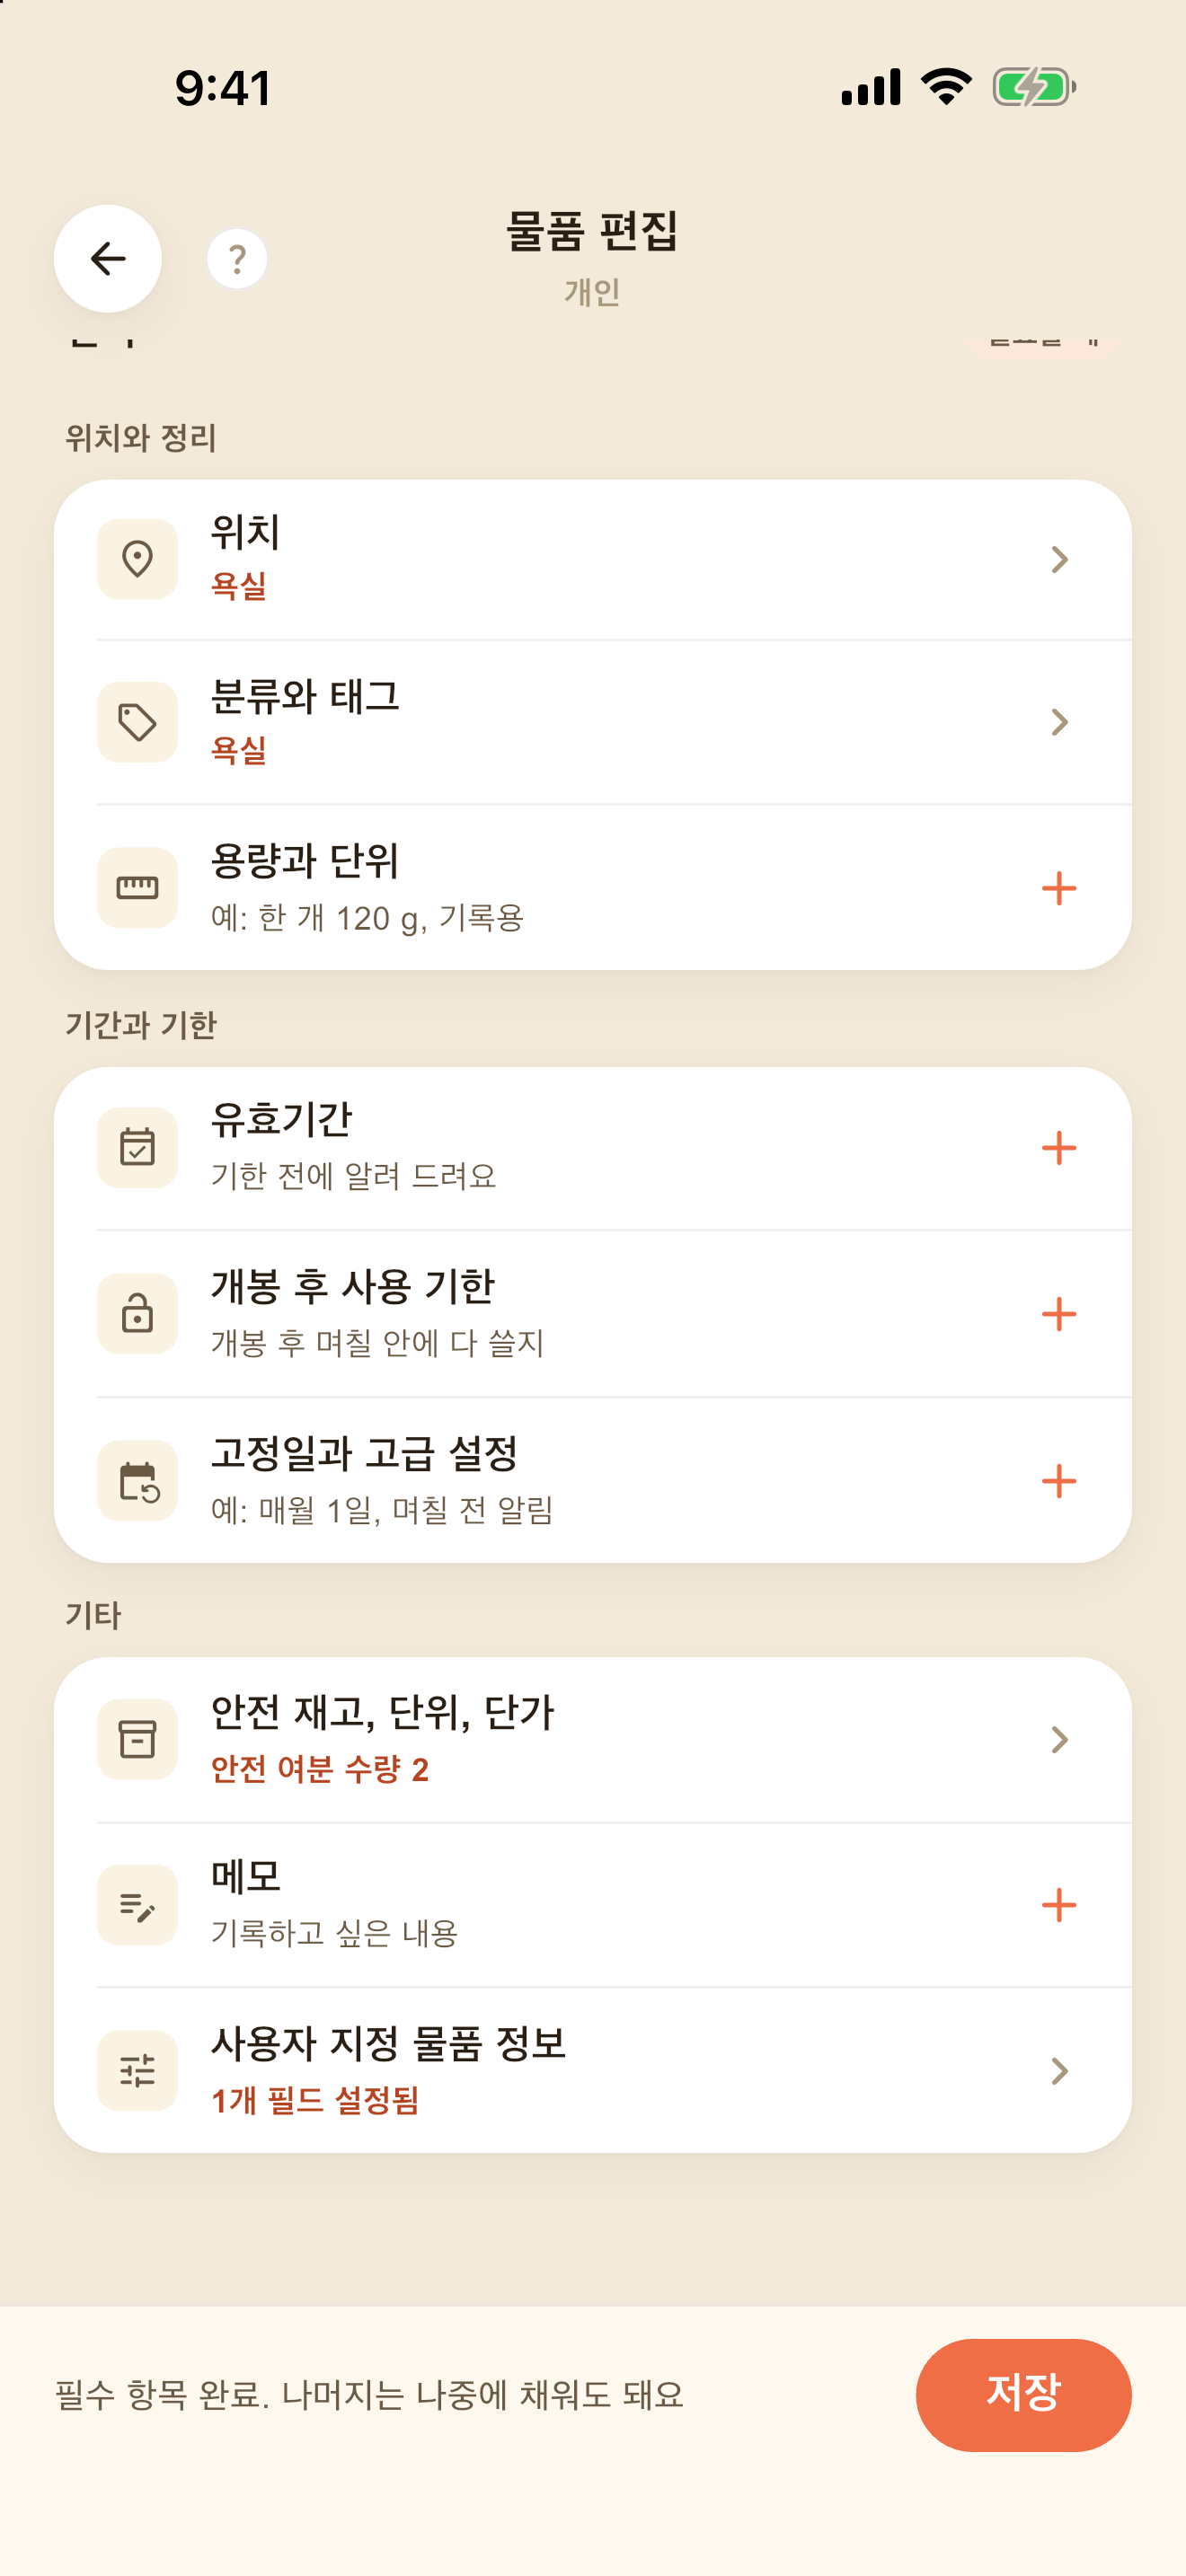 9:41
?
물품 편집
개인
위치와 정리
위치
욕실
분류와 태그
욕실
용량과 단위
예: 한 개 120 g, 기록용
기간과 기한
유효기간
기한 전에 알려 드려요
개봉 후 사용 기한
개봉 후 며칠 안에 다 쓸지
고정일과 고급 설정
예: 매월 1일, 며칠 전 알림
기타
안전 재고, 단위, 단가
안전 여분 수량 2
메모
기록하고 싶은 내용
사용자 지정 물품 정보
1개 필드 설정됨
필수 항목 완료. 나머지는 나중에 채워도 돼요
저장